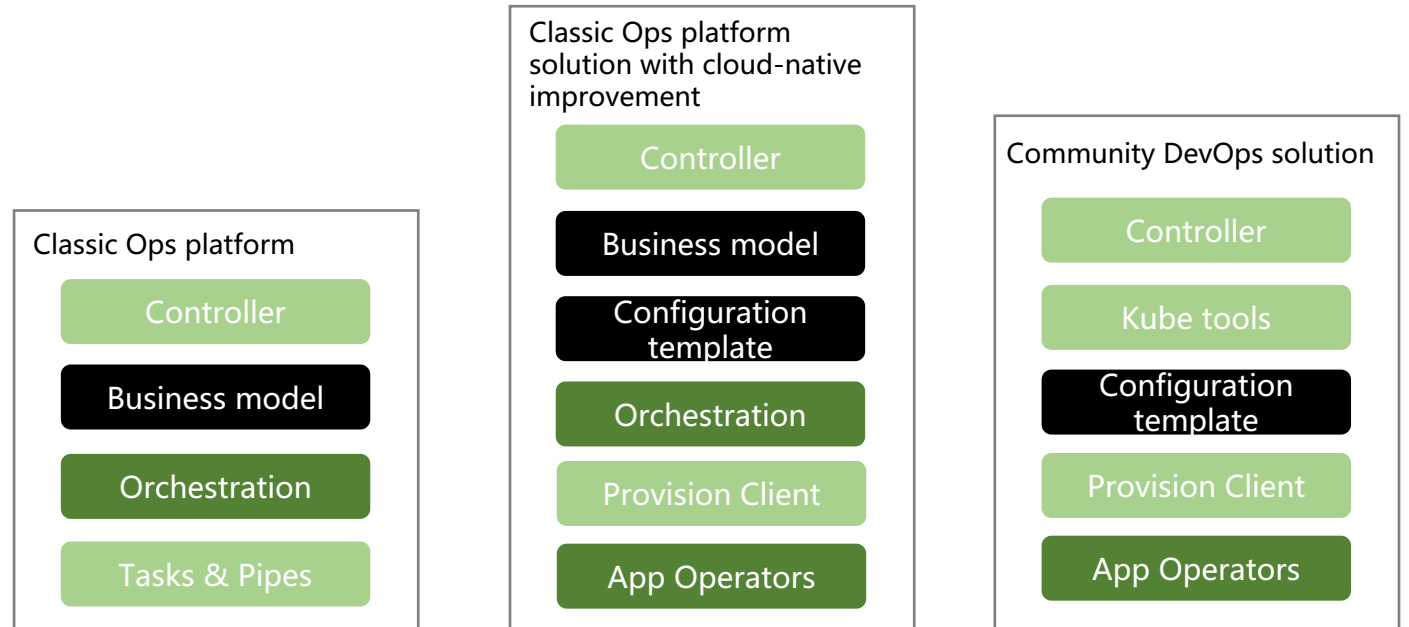 Classic Ops platform
Controller
Business model
Orchestration
Tasks & Pipes
Classic Ops platform
solution with cloud-native
improvement
Controller
Business model
Configuration
template
Orchestration
Provision Client
App Operators
Community DevOps solution
Controller
Kube tools
Configuration
template
Provision Client
App Operators